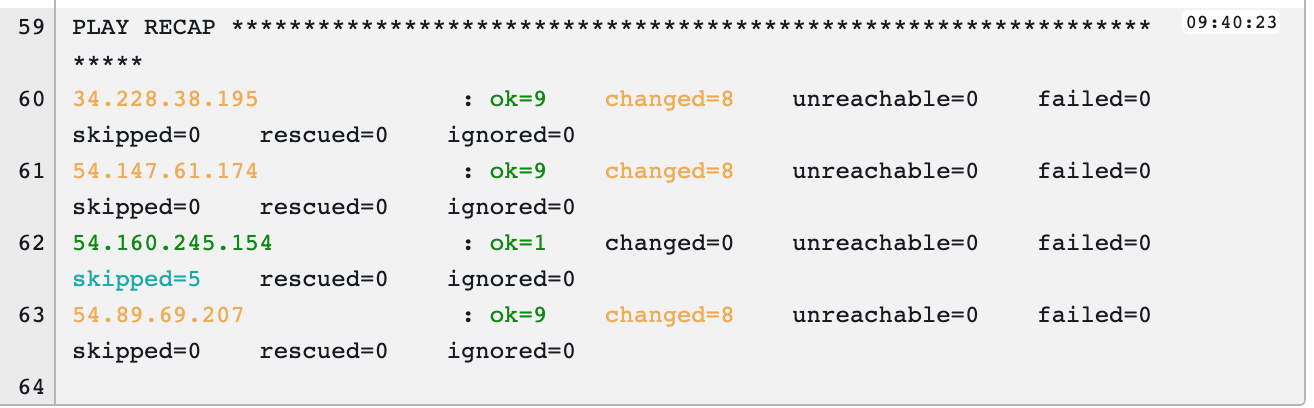 59 PLAY RECAP **************************************************************** 09:40:23
*****
60 34.228.38.195 : ok=9 changed=8 unreachable=0 failed=0
skipped=0 rescued=0 ignored=0
61 54.147.61.174 : ok=9 changed=8 unreachable=0 failed=0
skipped=0 rescued=0 ignored=0
62 54.160.245.154 : ok=1 changed=0 unreachable=0 failed=0
skipped=5 rescued=0 ignored=0
63 54.89.69.207 : ok=9 changed=8 unreachable=0 failed=0
skipped=0 rescued=0 ignored=0
64